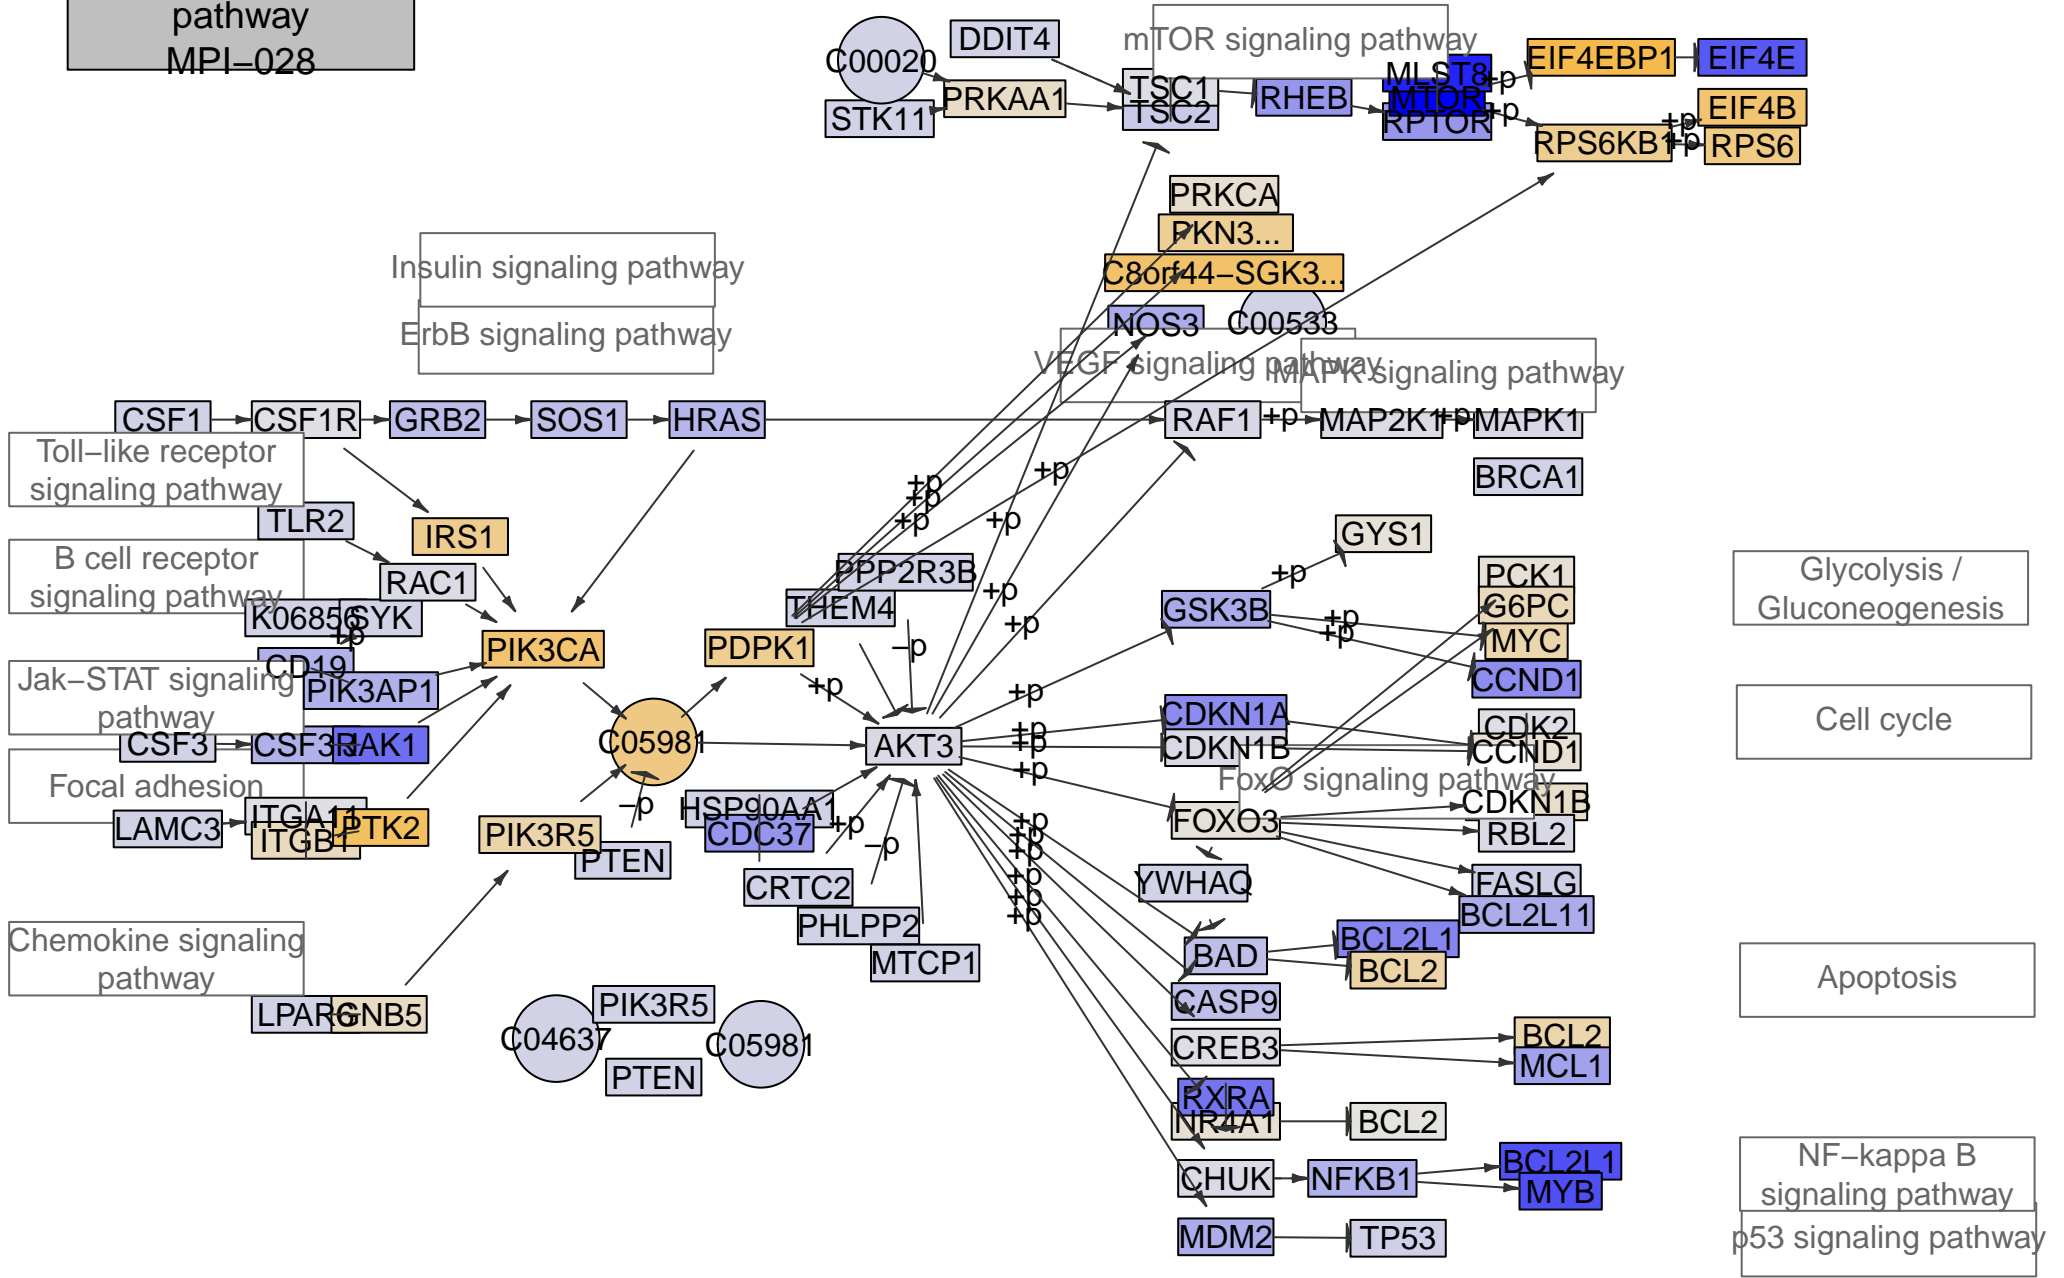 pathway
MPI−028
C00020
DDIT4
STK11
PRKAA1
TSC1
TSC2
mTOR signaling pathway
RHEB
MLST8
MTOR
RPTOR
+p
+p
EIF4EBP1
EIF4E
EIF4B
RPS6KB1
+p
+p
RPS6
PRKCA
PKN3...
C8orf44−SGK3...
NOS3
C00533
Insulin signaling pathway
ErbB signaling pathway
VEGF signaling pathway
MAPK signaling pathway
CSF1
CSF1R
GRB2
SOS1
HRAS
RAF1
+p
MAP2K1
+p
MAPK1
BRCA1
Toll−like receptor
signaling pathway
TLR2
IRS1
+p
+p
+p
+p
+p
GYS1
B cell receptor
signaling pathway
RAC1
K06856
SYK
+p
CD19
PIK3AP1
PIK3CA
PDPK1
PPP2R3B
THEM4
−p
+p
+p
+p
GSK3B
+p
+p
+p
PCK1
G6PC
MYC
CCND1
Glycolysis /
Gluconeogenesis
Jak−STAT signaling
pathway
CSF3
CSF3R
JAK1
C05981
AKT3
+p
+p
+p
+p
CDKN1A
CDKN1B
CDK2
CCND1
Cell cycle
Focal adhesion
LAMC3
ITGA11
ITGB1
PTK2
PIK3R5
−p
PTEN
HSP90AA1
CDC37
+p
−p
CRTC2
PHLPP2
MTCP1
+p
+p
+p
+p
+p
+p
FoxO signaling pathway
FOXO3
CDKN1B
RBL2
YWHAQ
FASLG
BCL2L11
Chemokine signaling
pathway
LPAR6
GNB5
C04637
PIK3R5
C05981
PTEN
BAD
BCL2L1
BCL2
CASP9
Apoptosis
CREB3
BCL2
MCL1
RXRA
NR4A1
BCL2
CHUK
NFKB1
BCL2L1
MYB
NF−kappa B
signaling pathway
MDM2
TP53
p53 signaling pathway